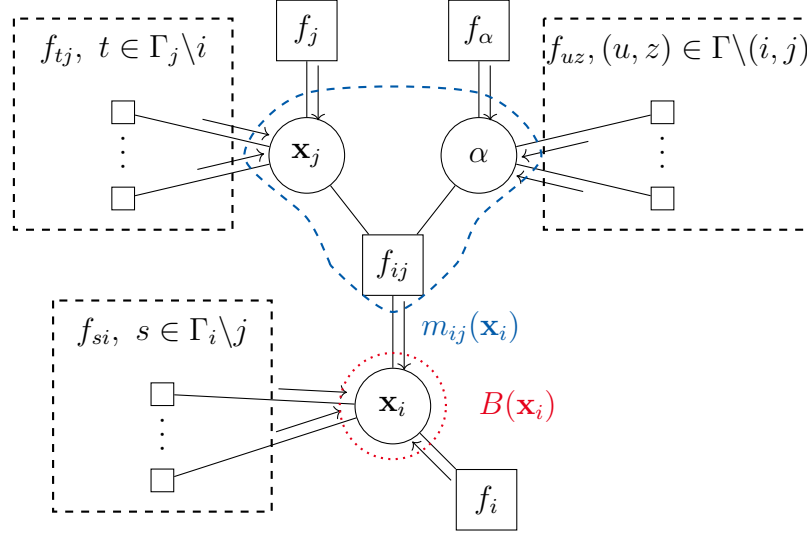 f_{tj}, t ∈ Γ_j\i
f_j
f_α
f_{uz}, (u, z) ∈ Γ\(i, j)
x_j
α
f_{ij}
m_{ij}(x_i)
f_{si}, s ∈ Γ_i\j
x_i
B(x_i)
f_i